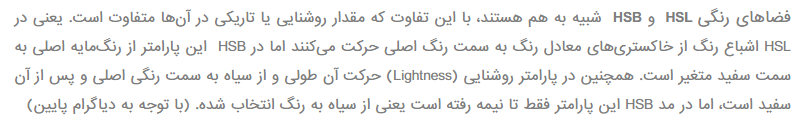 فضاهای رنگی HSL و HSB شبیه به هم هستند، با این تفاوت که مقدار روشنایی یا تاریکی در آن‌ها متفاوت است. یعنی در
HSL اشباع رنگ از خاکستری‌های معادل رنگ به سمت رنگ اصلی حرکت می‌کنند اما در HSB این پارامتر از رنگ‌مایه اصلی به
سمت سفید متغیر است. همچنین در پارامتر روشنایی (Lightness) حرکت آن طولی و از سیاه به سمت رنگی اصلی و پس از آن
سفید است، اما در مد HSB این پارامتر فقط تا نیمه رفته است یعنی از سیاه به رنگ انتخاب شده. (با توجه به دیاگرام پایین)